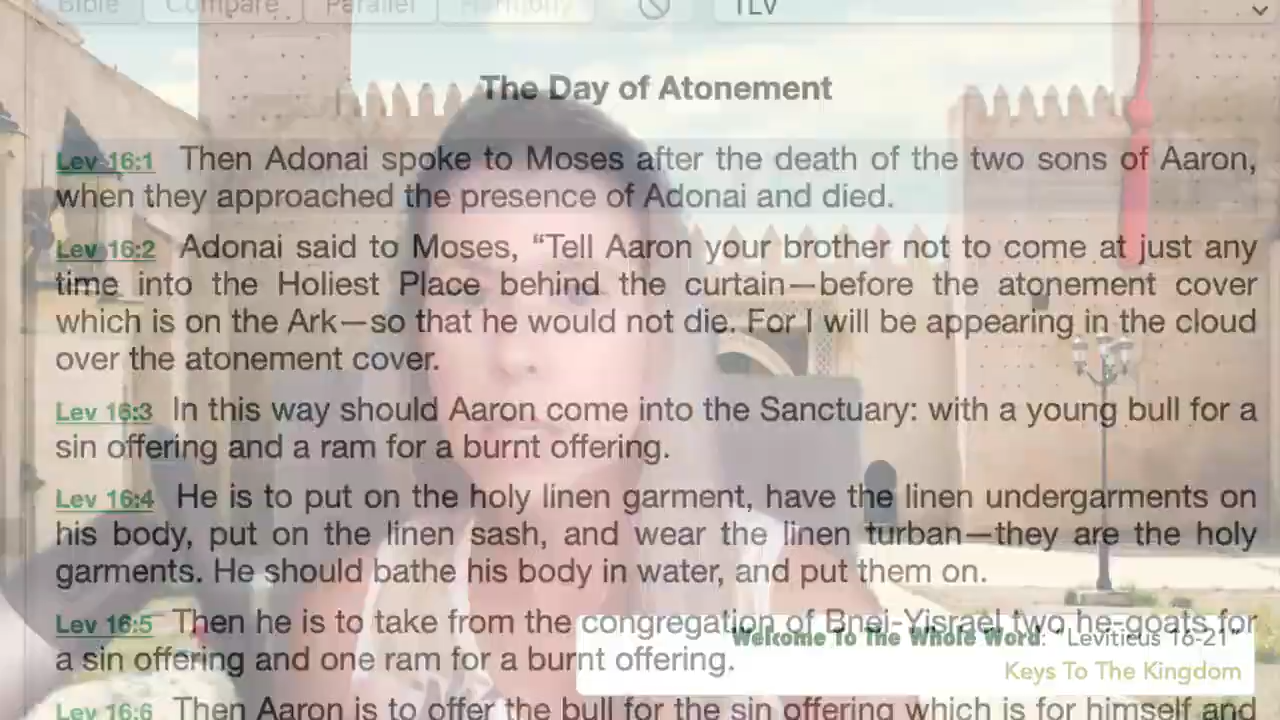 Bible Compare Parallel Harmony TLV
The Day of Atonement
Lev 16:1 Then Adonai spoke to Moses after the death of the two sons of Aaron,
when they approached the presence of Adonai and died.
Lev 16:2 Adonai said to Moses, “Tell Aaron your brother not to come at just any
time into the Holiest Place behind the curtain—before the atonement cover
which is on the Ark—so that he would not die. For I will be appearing in the cloud
over the atonement cover.
Lev 16:3 In this way should Aaron come into the Sanctuary: with a young bull for a
sin offering and a ram for a burnt offering.
Lev 16:4 He is to put on the holy linen garment, have the linen undergarments on
his body, put on the linen sash, and wear the linen turban—they are the holy
garments. He should bathe his body in water, and put them on.
Lev 16:5 Then he is to take from the congregation of Bnei-Yisrael two he-goats for
a sin offering and one ram for a burnt offering.
Welcome To The Whole Word: “Leviticus 16-21”
Keys To The Kingdom
Lev 16:6 Then Aaron is to offer the bull for the sin offering which is for himself and